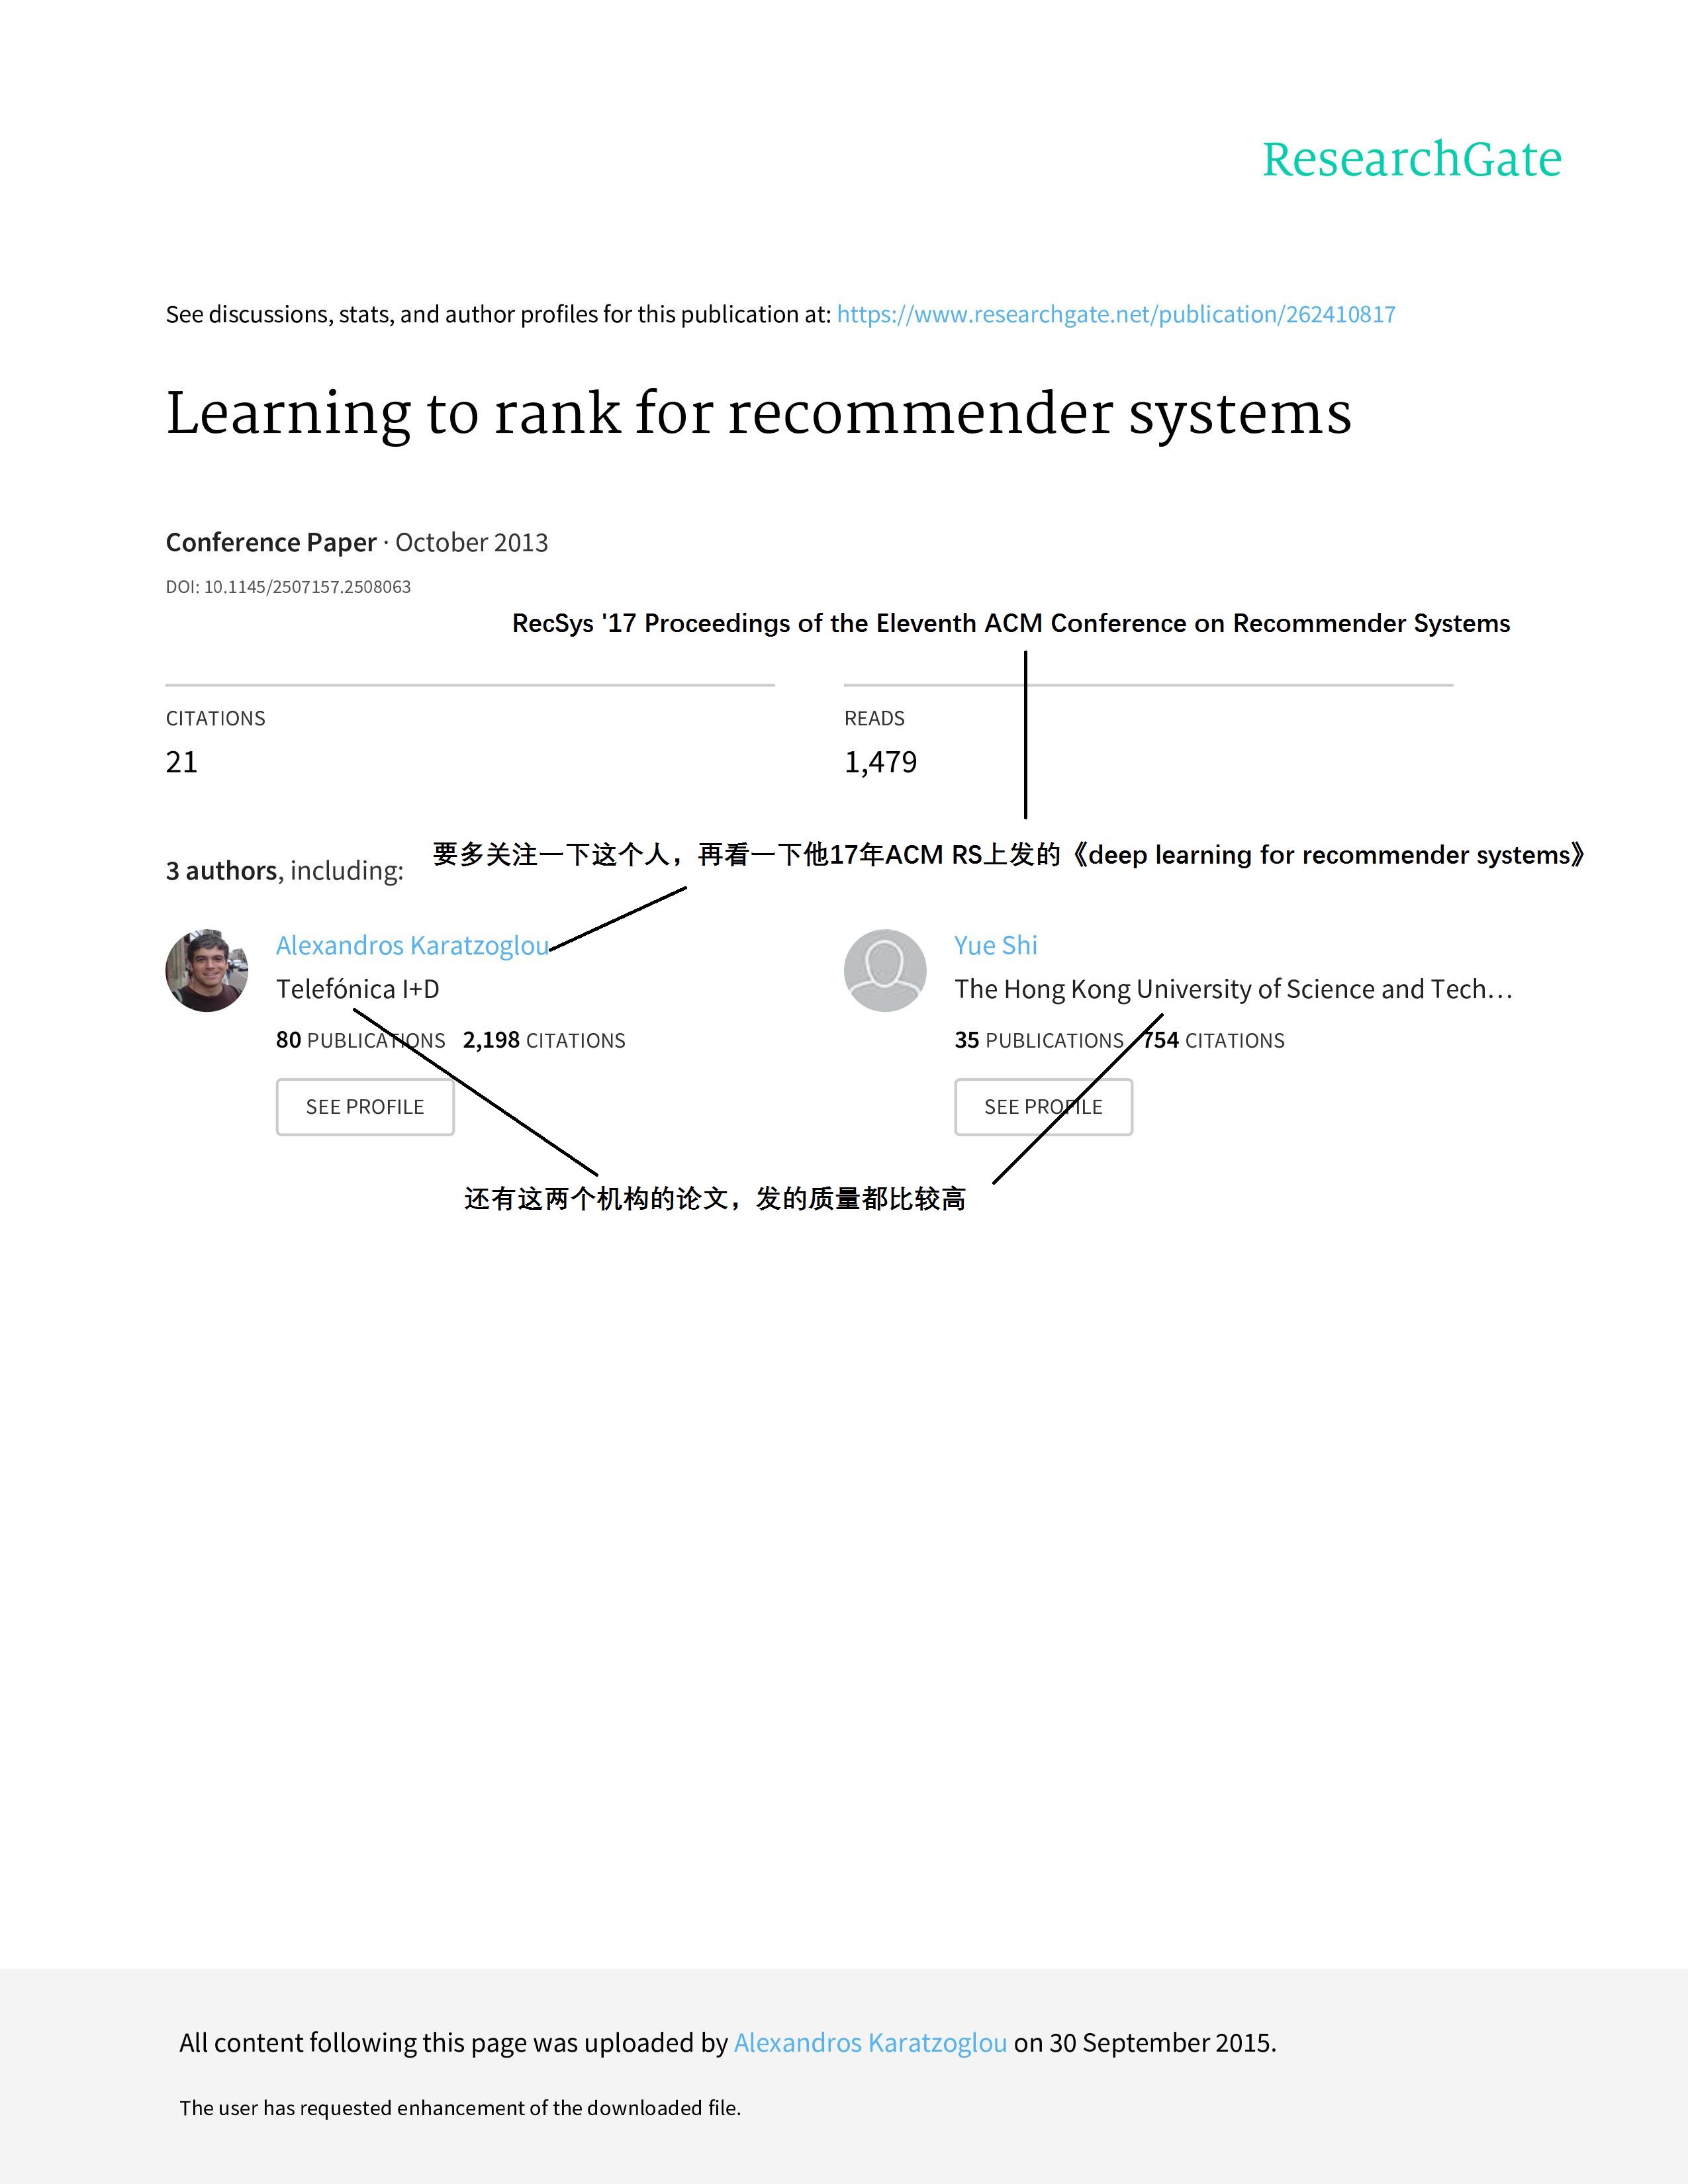 ResearchGate
See discussions, stats, and author profiles for this publication at: https://www.researchgate.net/publication/262410817
Learning to rank for recommender systems
Conference Paper · October 2013
DOI: 10.1145/2507157.2508063
RecSys '17 Proceedings of the Eleventh ACM Conference on Recommender Systems
CITATIONS
21
READS
1,479
要多关注一下这个人，再看一下他17年ACM RS上发的《deep learning for recommender systems》
3 authors, including:
Alexandros Karatzoglou
Telefónica I+D
80 PUBLICATIONS 2,198 CITATIONS
SEE PROFILE
Yue Shi
The Hong Kong University of Science and Tech…
35 PUBLICATIONS 754 CITATIONS
SEE PROFILE
还有这两个机构的论文，发的质量都比较高
All content following this page was uploaded by Alexandros Karatzoglou on 30 September 2015.
The user has requested enhancement of the downloaded file.